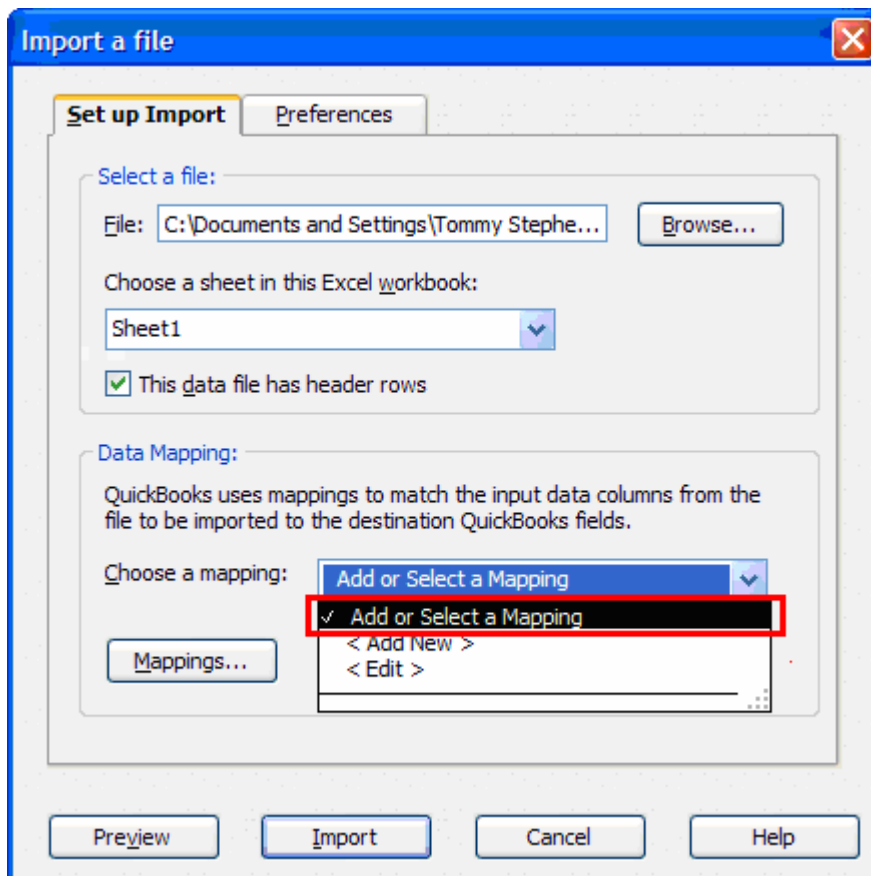 Import a file
Set up Import
Preferences
Select a file:
File: C:\Documents and Settings\Tommy Stephe... Browse...
Choose a sheet in this Excel workbook:
Sheet1
This data file has header rows
Data Mapping:
QuickBooks uses mappings to match the input data columns from the
file to be imported to the destination QuickBooks fields.
Choose a mapping: Add or Select a Mapping
✓ Add or Select a Mapping
< Add New >
< Edit >
Mappings...
Preview Import Cancel Help